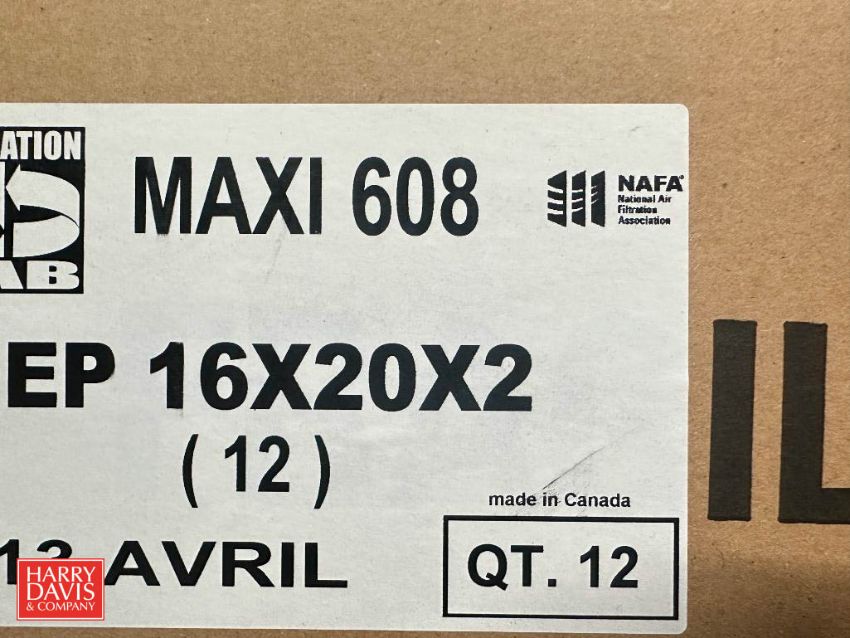 ATION
AB
MAXI 608
NAFA®
National Air
Filtration
Association
EP 16X20X2
( 12 )
made in Canada
13 AVRIL
QT. 12
IL
HARRY
DAVIS
& COMPANY